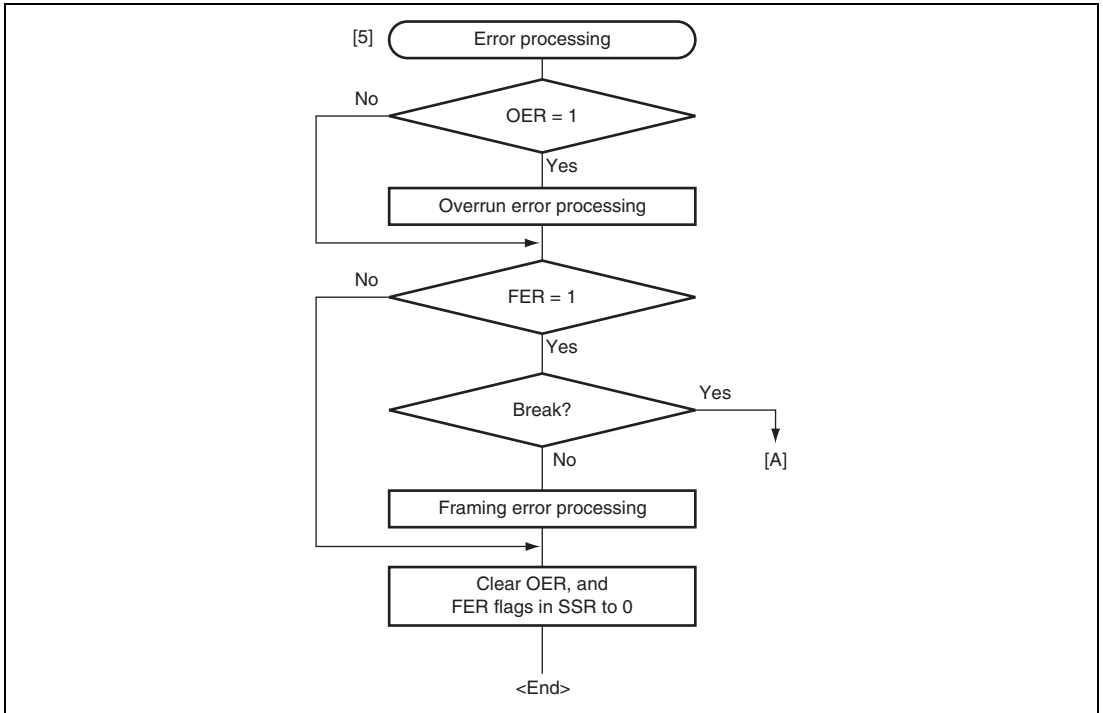 [5]
Error processing
No
OER = 1
Yes
Overrun error processing
No
FER = 1
Yes
Break?
Yes
No
[A]
Framing error processing
Clear OER, and
FER flags in SSR to 0
<End>